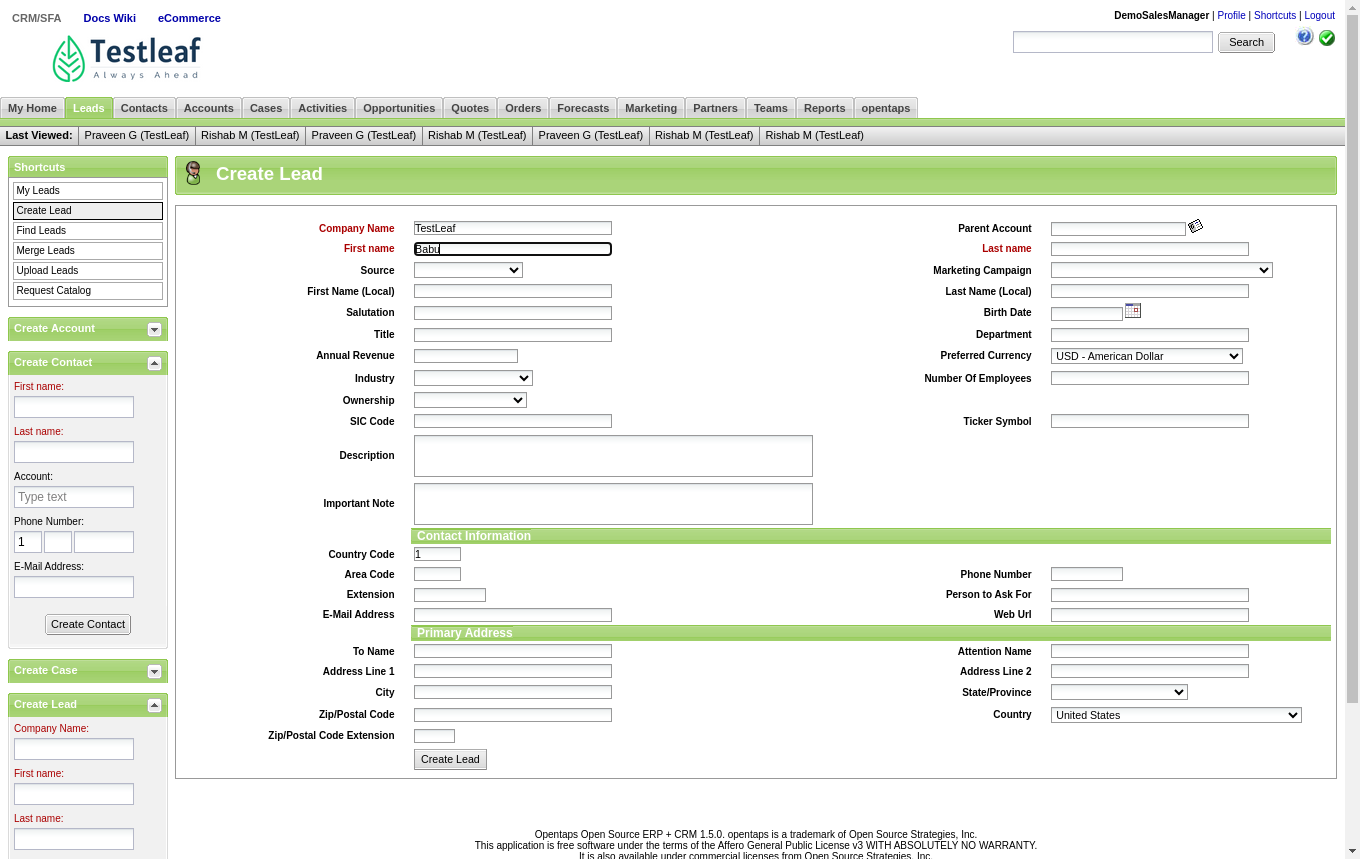 CRM/SFA Docs Wiki eCommerce
DemoSalesManager | Profile | Shortcuts | Logout
Testleaf
Always Ahead
Search
My Home Leads Contacts Accounts Cases Activities Opportunities Quotes Orders Forecasts Marketing Partners Teams Reports opentaps
Last Viewed: Praveen G (TestLeaf) Rishab M (TestLeaf) Praveen G (TestLeaf) Rishab M (TestLeaf) Praveen G (TestLeaf) Rishab M (TestLeaf) Rishab M (TestLeaf)
Shortcuts
My Leads
Create Lead
Find Leads
Merge Leads
Upload Leads
Request Catalog
Create Account
Create Contact
First name:
Last name:
Account:
Type text
Phone Number:
1
E-Mail Address:
Create Contact
Create Case
Create Lead
Company Name:
First name:
Last name:
Create Lead
Company Name TestLeaf Parent Account
First name Babu Last name
Source Marketing Campaign
First Name (Local) Last Name (Local)
Salutation Birth Date
Title Department
Annual Revenue Preferred Currency USD - American Dollar
Industry Number Of Employees
Ownership
SIC Code Ticker Symbol
Description
Important Note
Contact Information
Country Code 1
Area Code Phone Number
Extension Person to Ask For
E-Mail Address Web Url
Primary Address
To Name Attention Name
Address Line 1 Address Line 2
City State/Province
Zip/Postal Code Country United States
Zip/Postal Code Extension
Create Lead
Opentaps Open Source ERP + CRM 1.5.0. opentaps is a trademark of Open Source Strategies, Inc.
This application is free software under the terms of the Affero General Public License v3 WITH ABSOLUTELY NO WARRANTY.
It is also available under commercial licenses from Open Source Strategies, Inc.